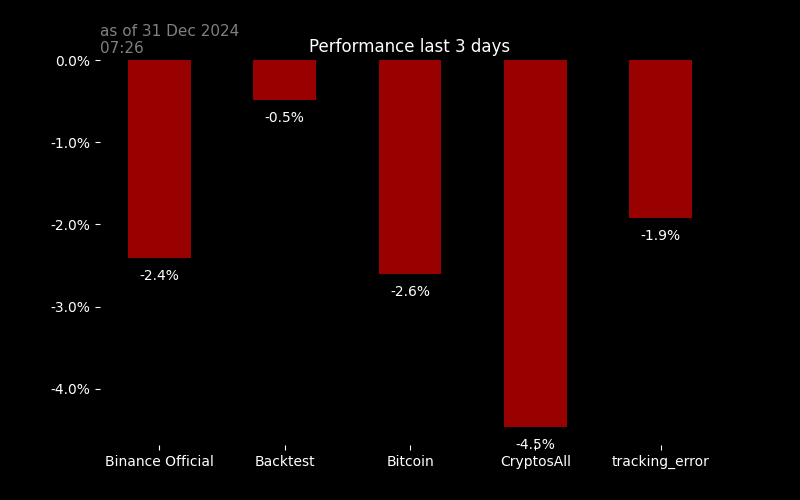 as of 31 Dec 2024
07:26
Performance last 3 days
0.0%
-1.0%
-2.0%
-3.0%
-4.0%
-2.4%
-0.5%
-2.6%
-4.5%
-1.9%
Binance Official
Backtest
Bitcoin
CryptosAll
tracking_error